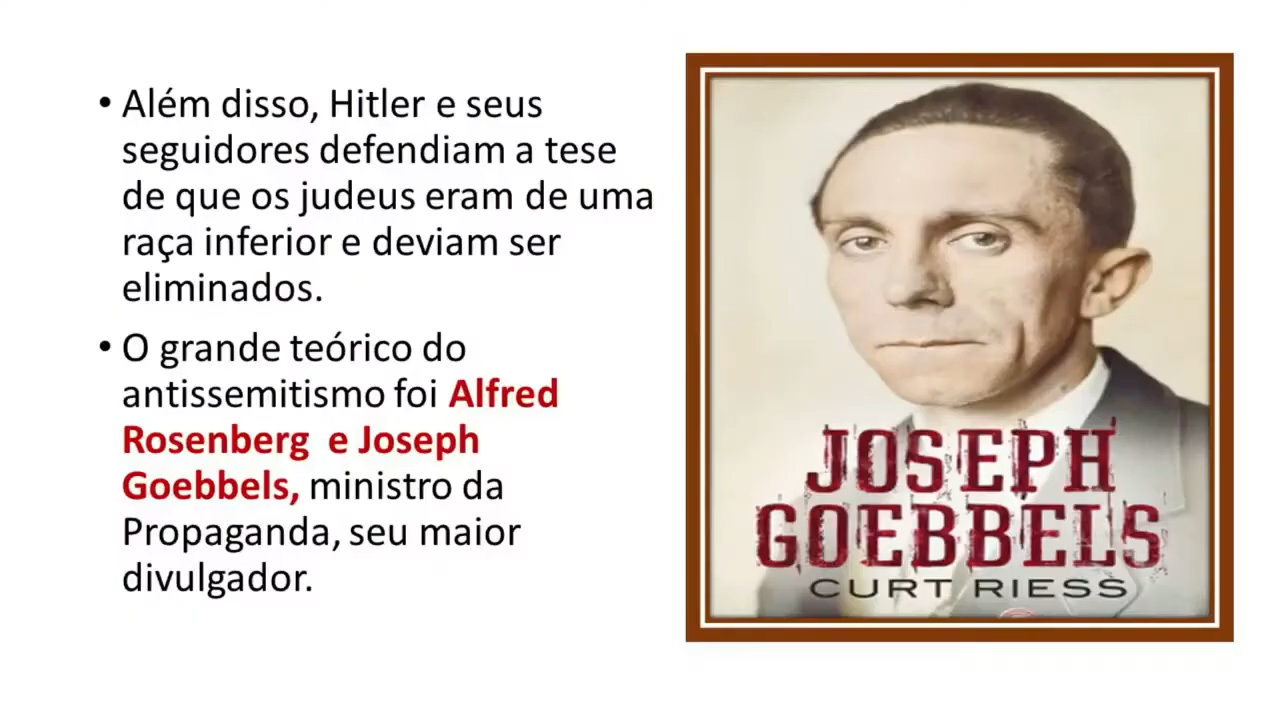 • Além disso, Hitler e seus
seguidores defendiam a tese
de que os judeus eram de uma
raça inferior e deviam ser
eliminados.
• O grande teórico do
antissemitismo foi Alfred
Rosenberg e Joseph
Goebbels, ministro da
Propaganda, seu maior
divulgador.
JOSEPH
GOEBBELS
CURT RIESS